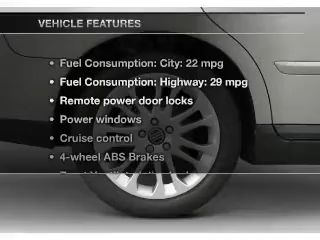 VEHICLE FEATURES
• Fuel Consumption: City: 22 mpg
• Fuel Consumption: Highway: 29 mpg
• Remote power door locks
• Power windows
• Cruise control
• 4-wheel ABS Brakes